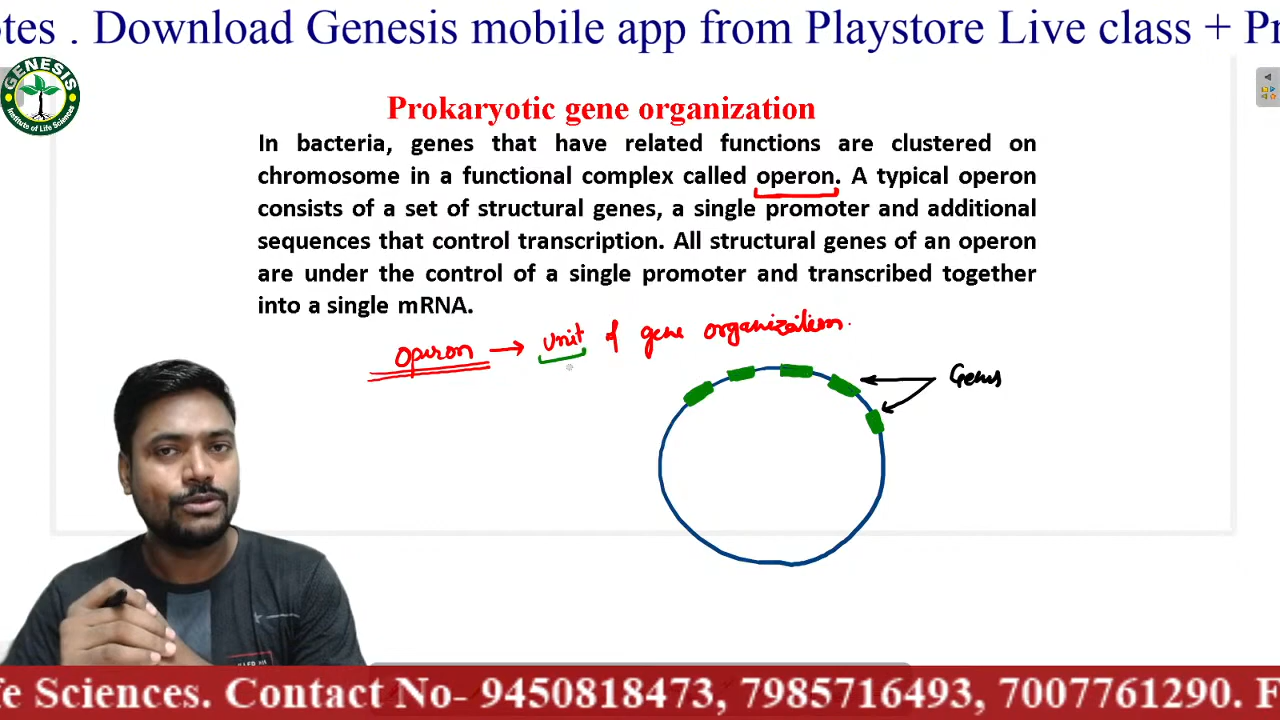 tes . Download Genesis mobile app from Playstore Live class + Pr
GENESIS
Institute of Life Sciences
Prokaryotic gene organization
In bacteria, genes that have related functions are clustered on
chromosome in a functional complex called operon. A typical operon
consists of a set of structural genes, a single promoter and additional
sequences that control transcription. All structural genes of an operon
are under the control of a single promoter and transcribed together
into a single mRNA.
Operon → Unit of gene organization.
Genes
fe Sciences. Contact No- 9450818473, 7985716493, 7007761290. F